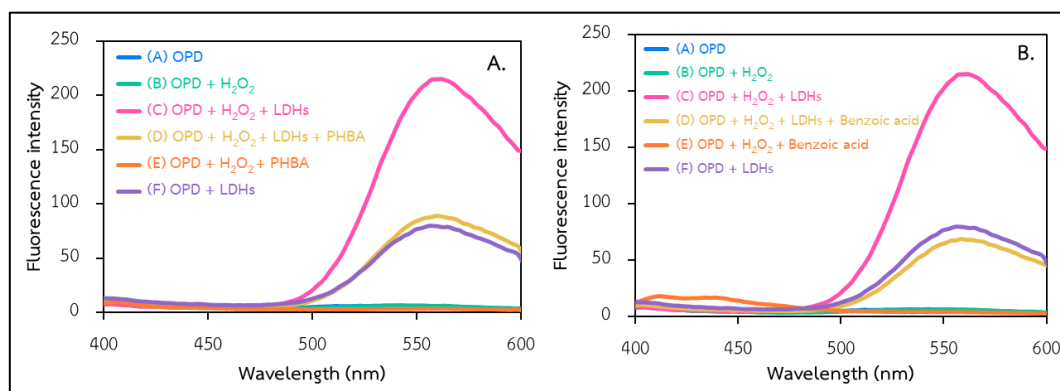 A.
Fluorescence intensity
250
200
150
100
50
0
(A) OPD
(B) OPD + H₂O₂
(C) OPD + H₂O₂ + LDHs
(D) OPD + H₂O₂ + LDHs + PHBA
(E) OPD + H₂O₂ + PHBA
(F) OPD + LDHs
400 450 500 550 600
Wavelength (nm)
B.
Fluorescence intensity
250
200
150
100
50
0
(A) OPD
(B) OPD + H₂O₂
(C) OPD + H₂O₂ + LDHs
(D) OPD + H₂O₂ + LDHs + Benzoic acid
(E) OPD + H₂O₂ + Benzoic acid
(F) OPD + LDHs
400 450 500 550 600
Wavelength (nm)